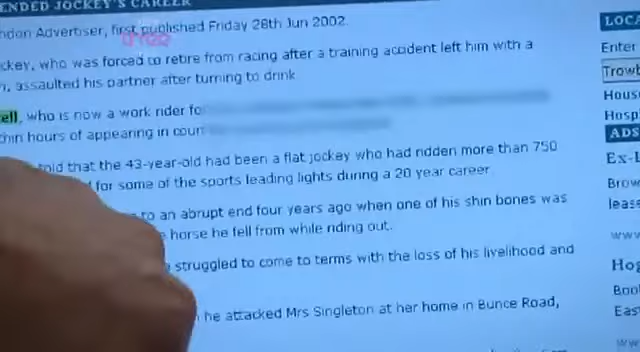 ENDED JOCKEY'S CAREER
Advertiser, first published Friday 28th Jun 2002.
ckey, who was forced to retire from racing after a training accident left him with a
, assaulted his partner after turning to drink
ell, who is now a work rider fo
thin hours of appearing in cour
told that the 43-year-old had been a flat jockey who had ridden more than 750
for some of the sports leading lights during a 20 year career
to an abrupt end four years ago when one of his shin bones was
horse he fell from while riding out.
struggled to come to terms with the loss of his livelihood and
he attacked Mrs Singleton at her home in Bunce Road,
LOCA
Enter
Trowb
House
Hosp
ADS
Ex-L
Brow
lease
www
Hog
Bool
East
ww